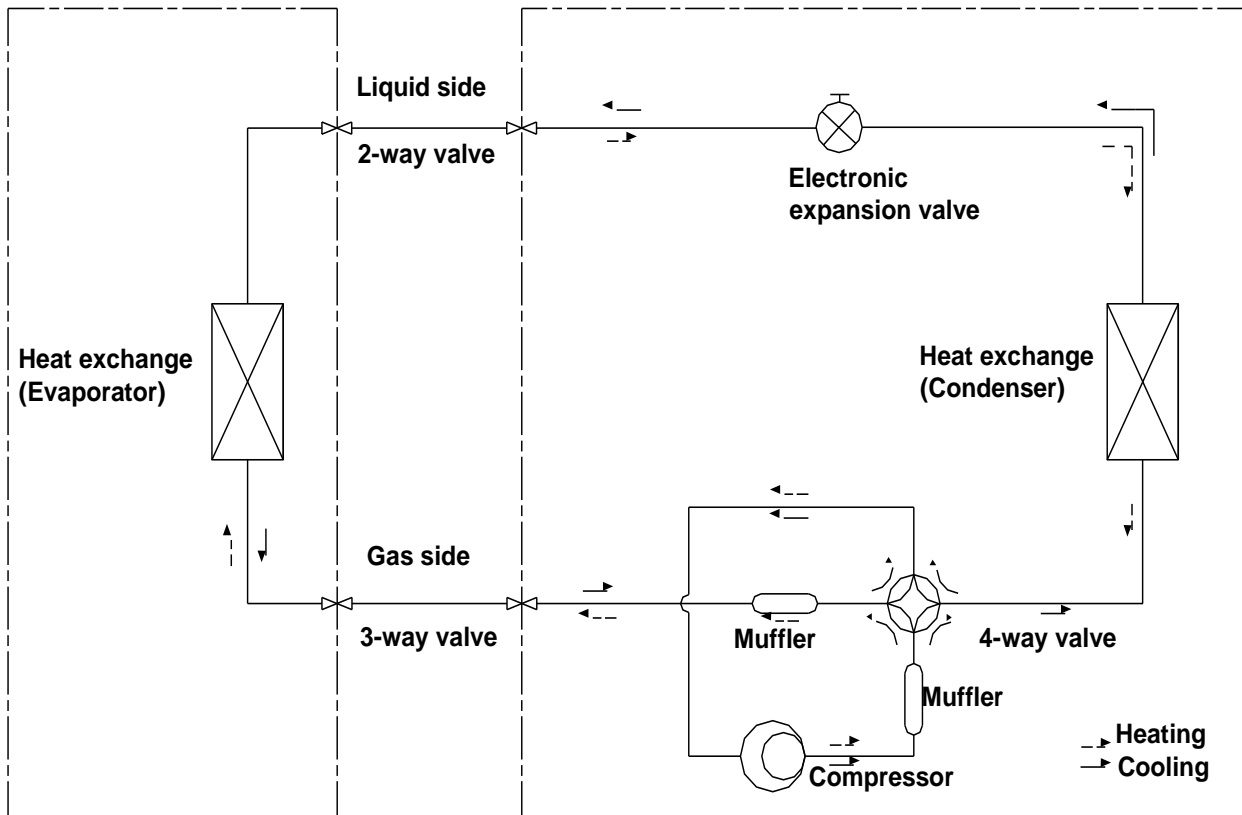 Liquid side
2-way valve
Electronic
expansion valve
Heat exchange
(Evaporator)
Heat exchange
(Condenser)
Gas side
3-way valve
Muffler
4-way valve
Muffler
Compressor
Heating
Cooling